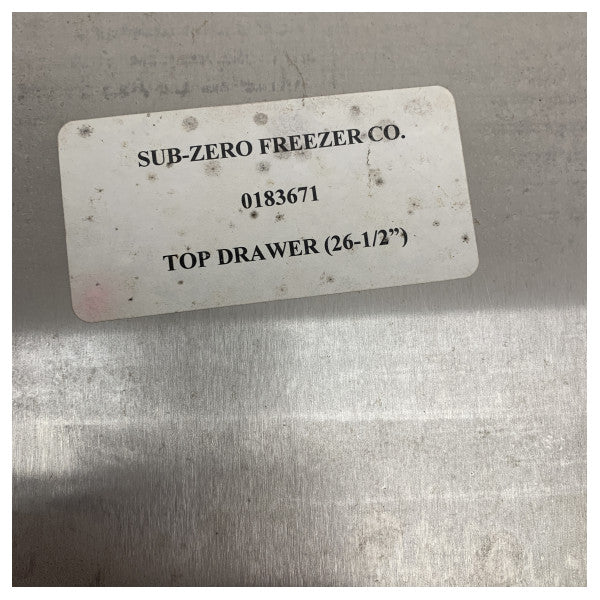 SUB-ZERO FREEZER CO.
0183671
TOP DRAWER (26-1/2”)